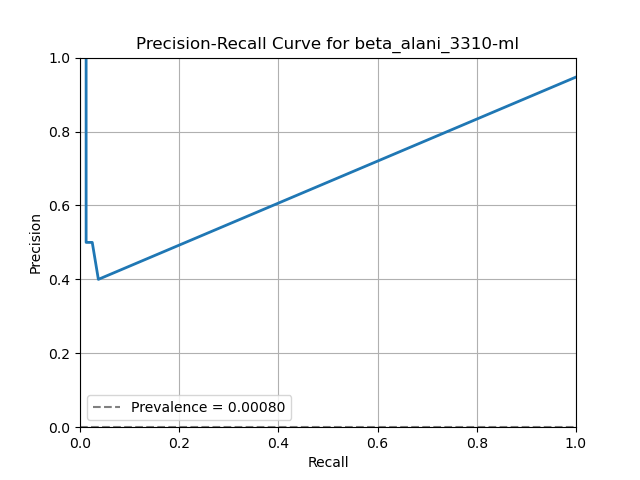 Precision-Recall Curve for beta_alani_3310-ml
1.0
0.8
0.6
0.4
0.2
0.0
Precision
Prevalence = 0.00080
0.0 0.2 0.4 0.6 0.8 1.0
Recall